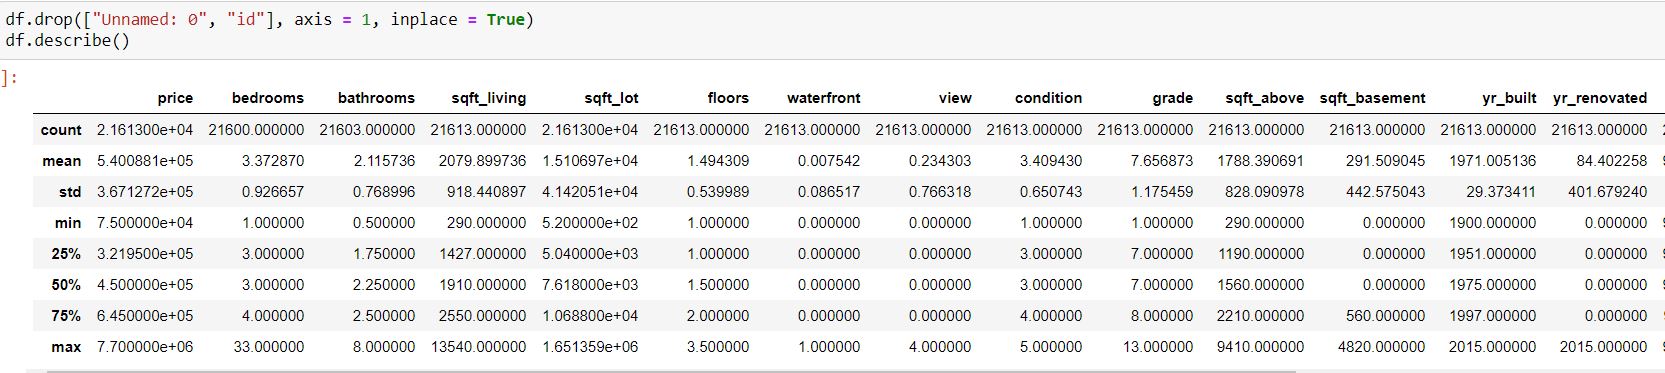 df.drop(["Unnamed: 0", "id"], axis = 1, inplace = True)
df.describe()
]:
price bedrooms bathrooms sqft_living sqft_lot floors waterfront view condition grade sqft_above sqft_basement yr_built yr_renovated
count 2.161300e+04 21600.000000 21603.000000 21613.000000 2.161300e+04 21613.000000 21613.000000 21613.000000 21613.000000 21613.000000 21613.000000 21613.000000 21613.000000 21613.000000
mean 5.400881e+05 3.372870 2.115736 2079.899736 1.510697e+04 1.494309 0.007542 0.234303 3.409430 7.656873 1788.390691 291.509045 1971.005136 84.402258
std 3.671272e+05 0.926657 0.768996 918.440897 4.142051e+04 0.539989 0.086517 0.766318 0.650743 1.175459 828.090978 442.575043 29.373411 401.679240
min 7.500000e+04 1.000000 0.500000 290.000000 5.200000e+02 1.000000 0.000000 0.000000 1.000000 1.000000 290.000000 0.000000 1900.000000 0.000000
25% 3.219500e+05 3.000000 1.750000 1427.000000 5.040000e+03 1.000000 0.000000 0.000000 3.000000 7.000000 1190.000000 0.000000 1951.000000 0.000000
50% 4.500000e+05 3.000000 2.250000 1910.000000 7.618000e+03 1.500000 0.000000 0.000000 3.000000 7.000000 1560.000000 0.000000 1975.000000 0.000000
75% 6.450000e+05 4.000000 2.500000 2550.000000 1.068800e+04 2.000000 0.000000 0.000000 4.000000 8.000000 2210.000000 560.000000 1997.000000 0.000000
max 7.700000e+06 33.000000 8.000000 13540.000000 1.651359e+06 3.500000 1.000000 4.000000 5.000000 13.000000 9410.000000 4820.000000 2015.000000 2015.000000